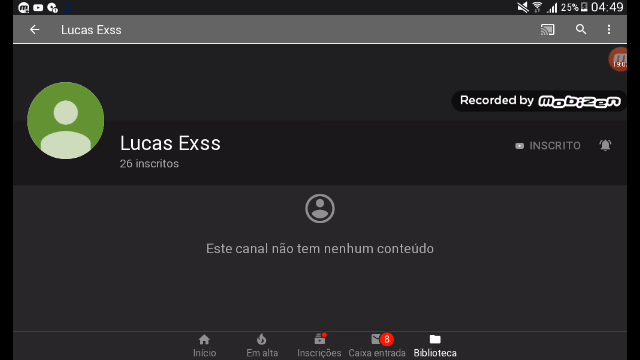 25% 04:49
Lucas Exss
Recorded by MOBIZEN
Lucas Exss
26 inscritos
INSCRITO
Este canal não tem nenhum conteúdo
8
Início Em alta Inscrições Caixa entrada Biblioteca